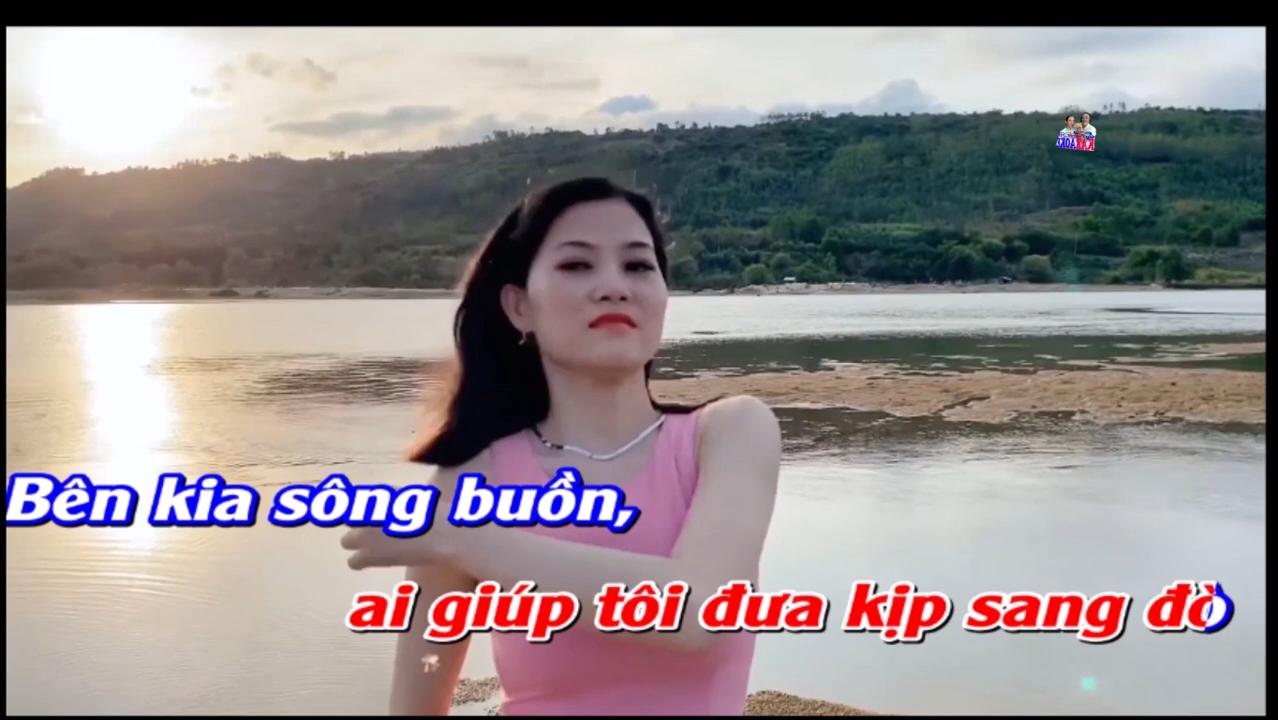 Bên kia sông buồn,
ai giúp tôi đưa kịp sang đò